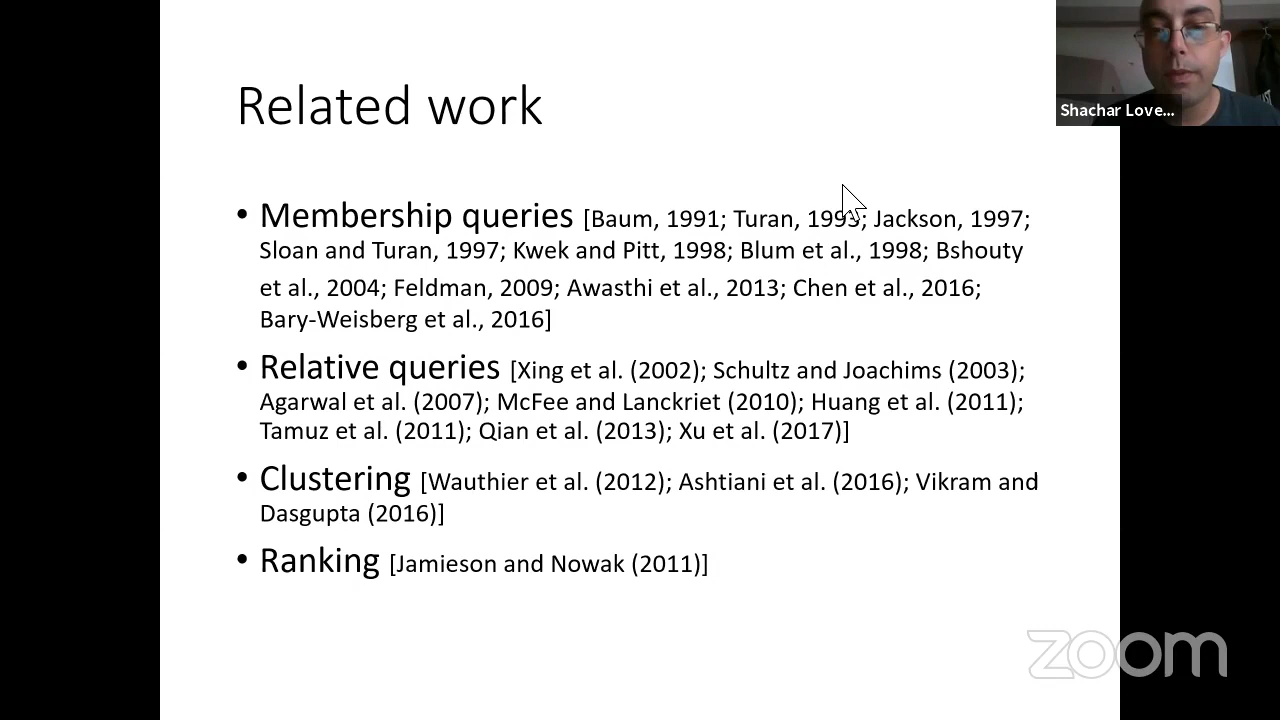 Related work
Shachar Love...
• Membership queries [Baum, 1991; Turan, 1993; Jackson, 1997;
Sloan and Turan, 1997; Kwek and Pitt, 1998; Blum et al., 1998; Bshouty
et al., 2004; Feldman, 2009; Awasthi et al., 2013; Chen et al., 2016;
Bary-Weisberg et al., 2016]
• Relative queries [Xing et al. (2002); Schultz and Joachims (2003);
Agarwal et al. (2007); McFee and Lanckriet (2010); Huang et al. (2011);
Tamuz et al. (2011); Qian et al. (2013); Xu et al. (2017)]
• Clustering [Wauthier et al. (2012); Ashtiani et al. (2016); Vikram and
Dasgupta (2016)]
• Ranking [Jamieson and Nowak (2011)]
zoom